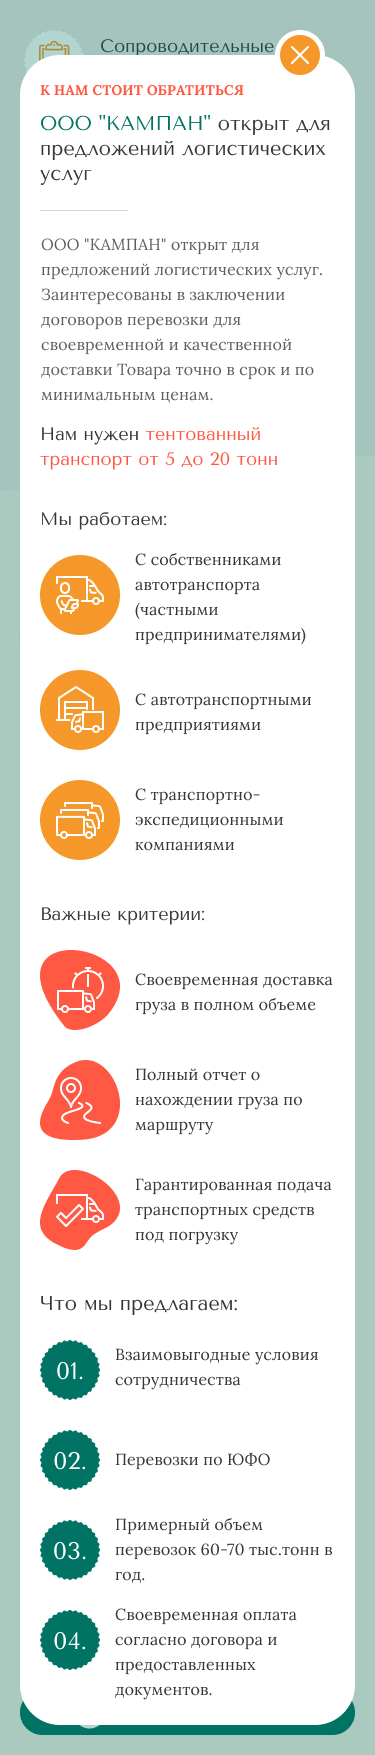 Сопроводительные
К НАМ СТОИТ ОБРАТИТЬСЯ
ООО "КАМПАН" открыт для
предложений логистических
услуг
ООО "КАМПАН" открыт для
предложений логистических услуг.
Заинтересованы в заключении
договоров перевозки для
своевременной и качественной
доставки Товара точно в срок и по
минимальным ценам.
Нам нужен тентованный
транспорт от 5 до 20 тонн
Мы работаем:
С собственниками
автотранспорта
(частными
предпринимателями)
С автотранспортными
предприятиями
С транспортно-
экспедиционными
компаниями
Важные критерии:
Своевременная доставка
груза в полном объеме
Полный отчет о
нахождении груза по
маршруту
Гарантированная подача
транспортных средств
под погрузку
Что мы предлагаем:
01.
Взаимовыгодные условия
сотрудничества
02.
Перевозки по ЮФО
03.
Примерный объем
перевозок 60-70 тыс.тонн в
год.
04.
Своевременная оплата
согласно договора и
предоставленных
документов.